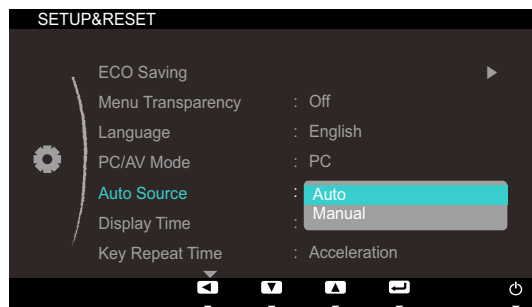 SETUP&RESET
ECO Saving
Menu Transparency : Off
Language : English
PC/AV Mode : PC
Auto Source : Auto
Manual
Display Time :
Key Repeat Time : Acceleration